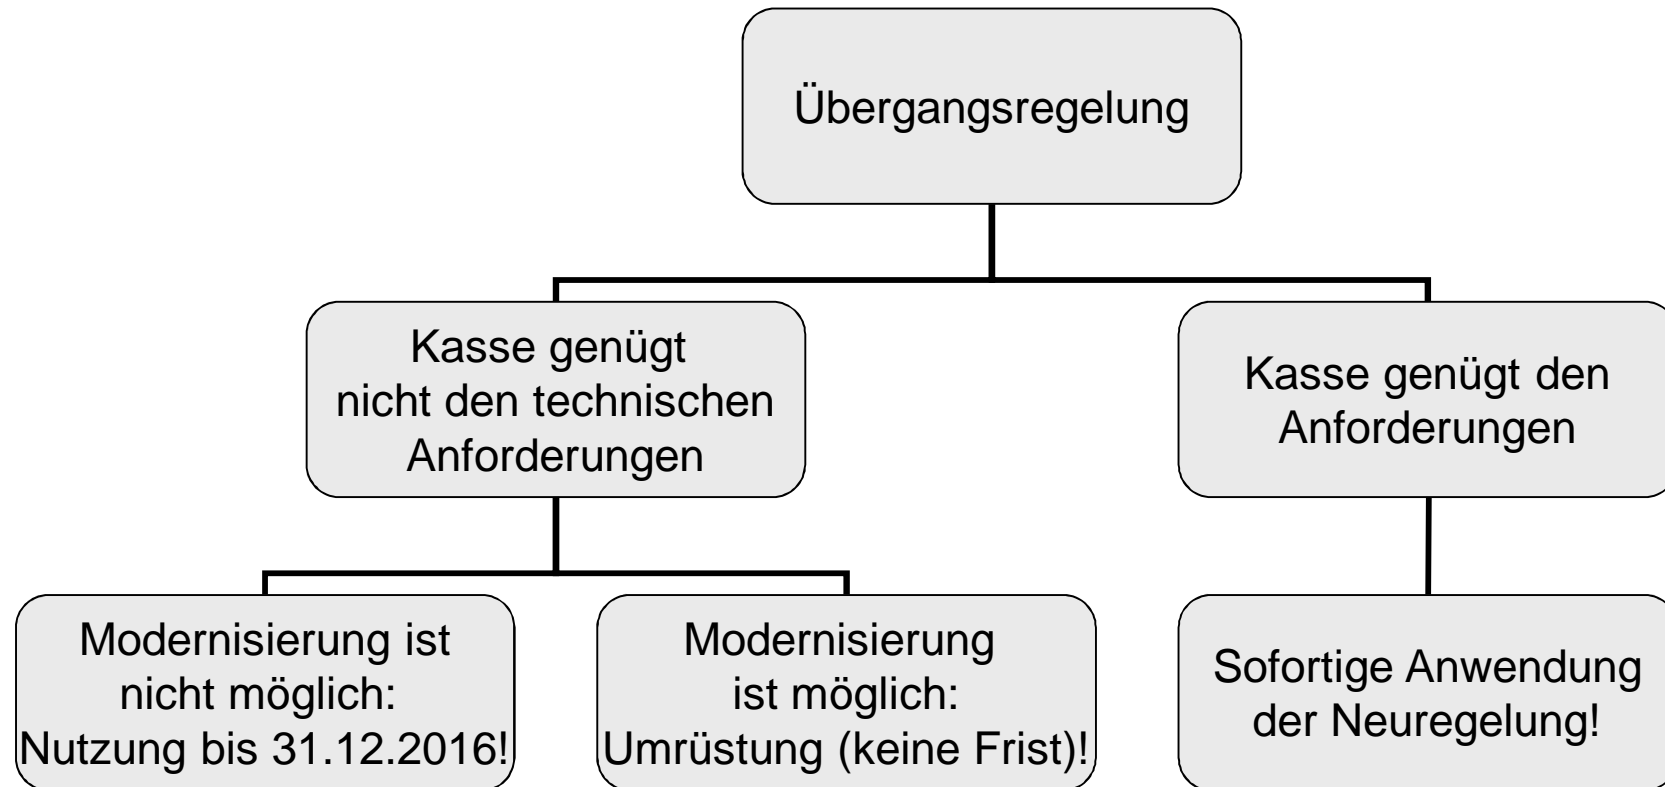 Übergangsregelung
Kasse genügt
nicht den technischen
Anforderungen
Kasse genügt den
Anforderungen
Modernisierung ist
nicht möglich:
Nutzung bis 31.12.2016!
Modernisierung
ist möglich:
Umrüstung (keine Frist)!
Sofortige Anwendung
der Neuregelung!